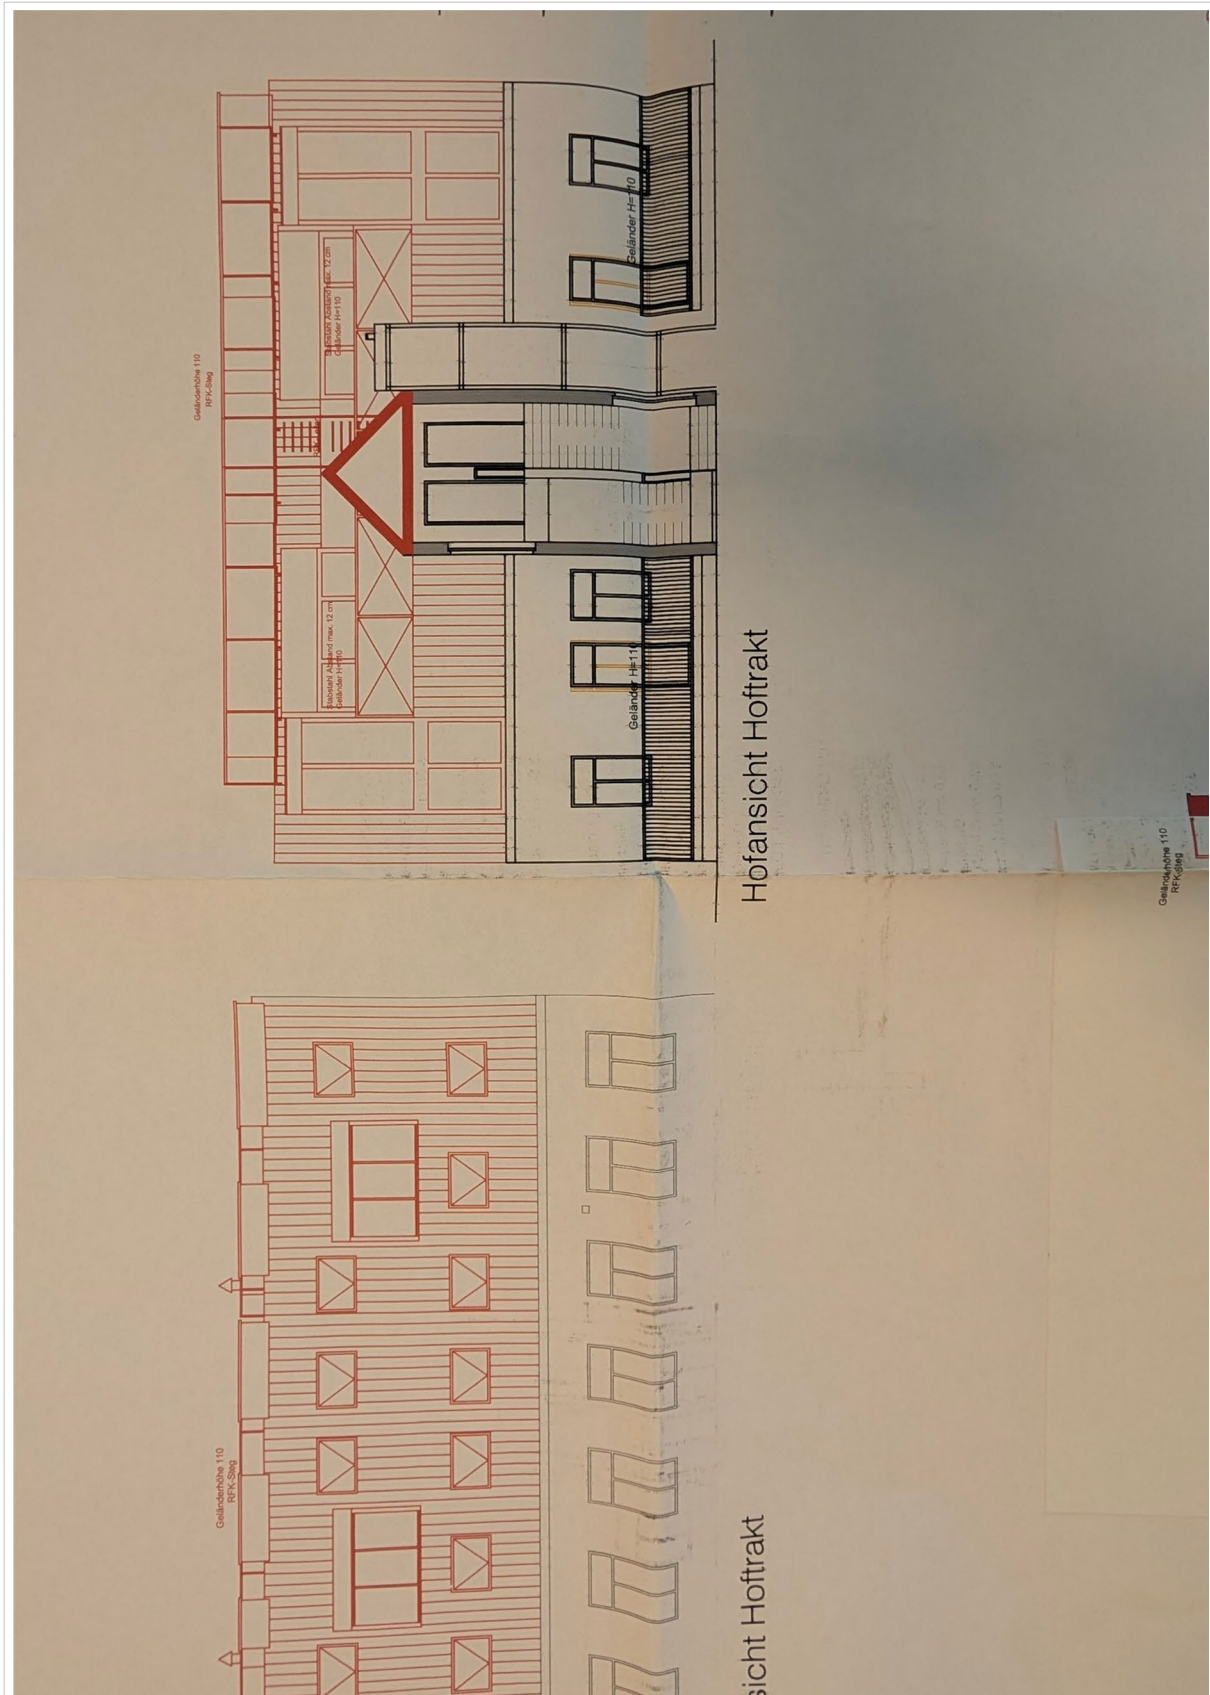 Geländerhöhe 110
RFK-Steg
Stabstahl Abstand max. 12 cm
Geländer H=110
Stabstahl Abstand max. 12 cm
Geländer H=110
Geländer H=110
Geländer H=110
Hofansicht Hoftrakt
Geländerhöhe 110
RFK-Steg
Geländerhöhe 110
RFK-Steg
sicht Hoftrakt